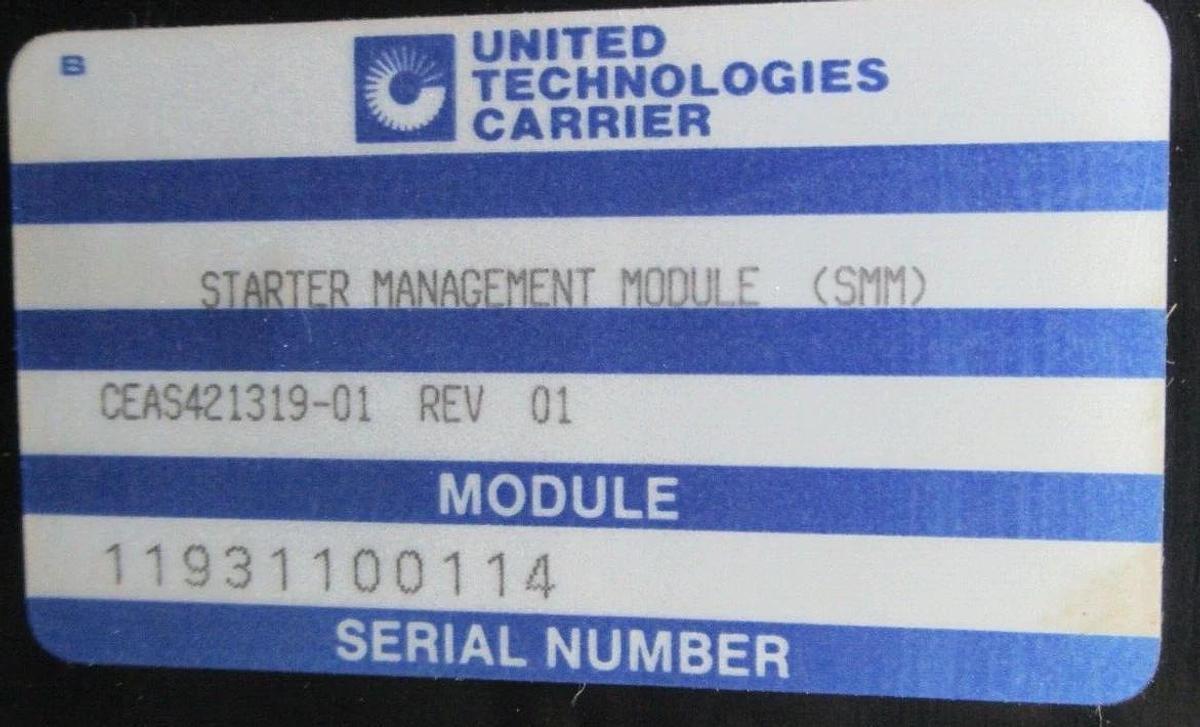 B
UNITED
TECHNOLOGIES
CARRIER
STARTER MANAGEMENT MODULE (SMM)
CEAS421319-01 REV 01
MODULE
11931100114
SERIAL NUMBER